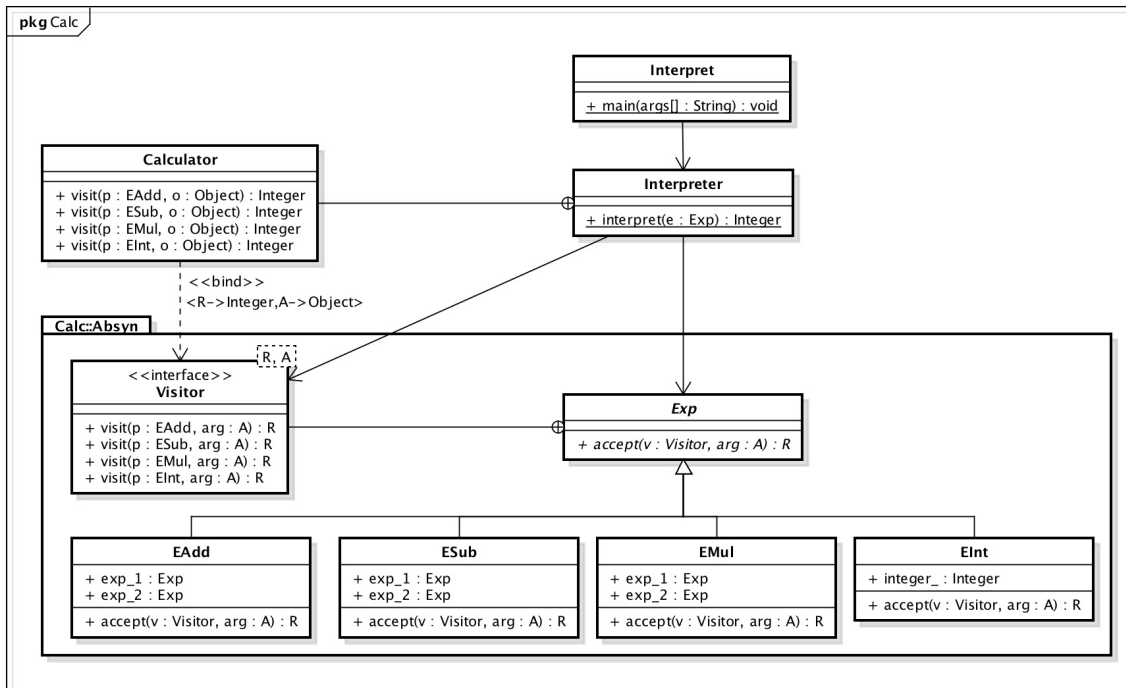 pkg Calc
Interpret
+ main(args[] : String) : void
Calculator
+ visit(p : EAdd, o : Object) : Integer
+ visit(p : ESub, o : Object) : Integer
+ visit(p : EMul, o : Object) : Integer
+ visit(p : EInt, o : Object) : Integer
Interpreter
+ interpret(e : Exp) : Integer
<<bind>>
<R->Integer,A->Object>
Calc::Absyn
R, A
<<interface>>
Visitor
+ visit(p : EAdd, arg : A) : R
+ visit(p : ESub, arg : A) : R
+ visit(p : EMul, arg : A) : R
+ visit(p : EInt, arg : A) : R
Exp
+ accept(v : Visitor, arg : A) : R
EAdd
+ exp_1 : Exp
+ exp_2 : Exp
+ accept(v : Visitor, arg : A) : R
ESub
+ exp_1 : Exp
+ exp_2 : Exp
+ accept(v : Visitor, arg : A) : R
EMul
+ exp_1 : Exp
+ exp_2 : Exp
+ accept(v : Visitor, arg : A) : R
EInt
+ integer_ : Integer
+ accept(v : Visitor, arg : A) : R